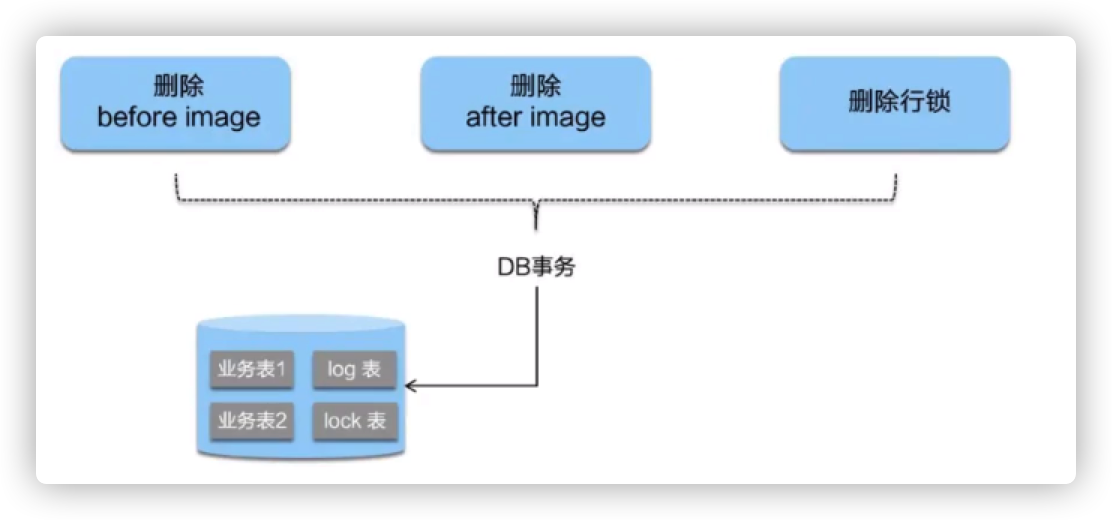 删除
before image
删除
after image
删除行锁
DB事务
业务表1
log 表
业务表2
lock 表